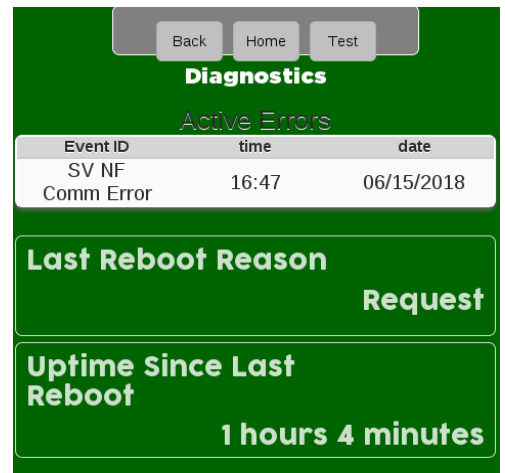 Back Home Test
Diagnostics
Active Errors
Event ID time date
SV NF
Comm Error 16:47 06/15/2018
Last Reboot Reason
Request
Uptime Since Last
Reboot
1 hours 4 minutes